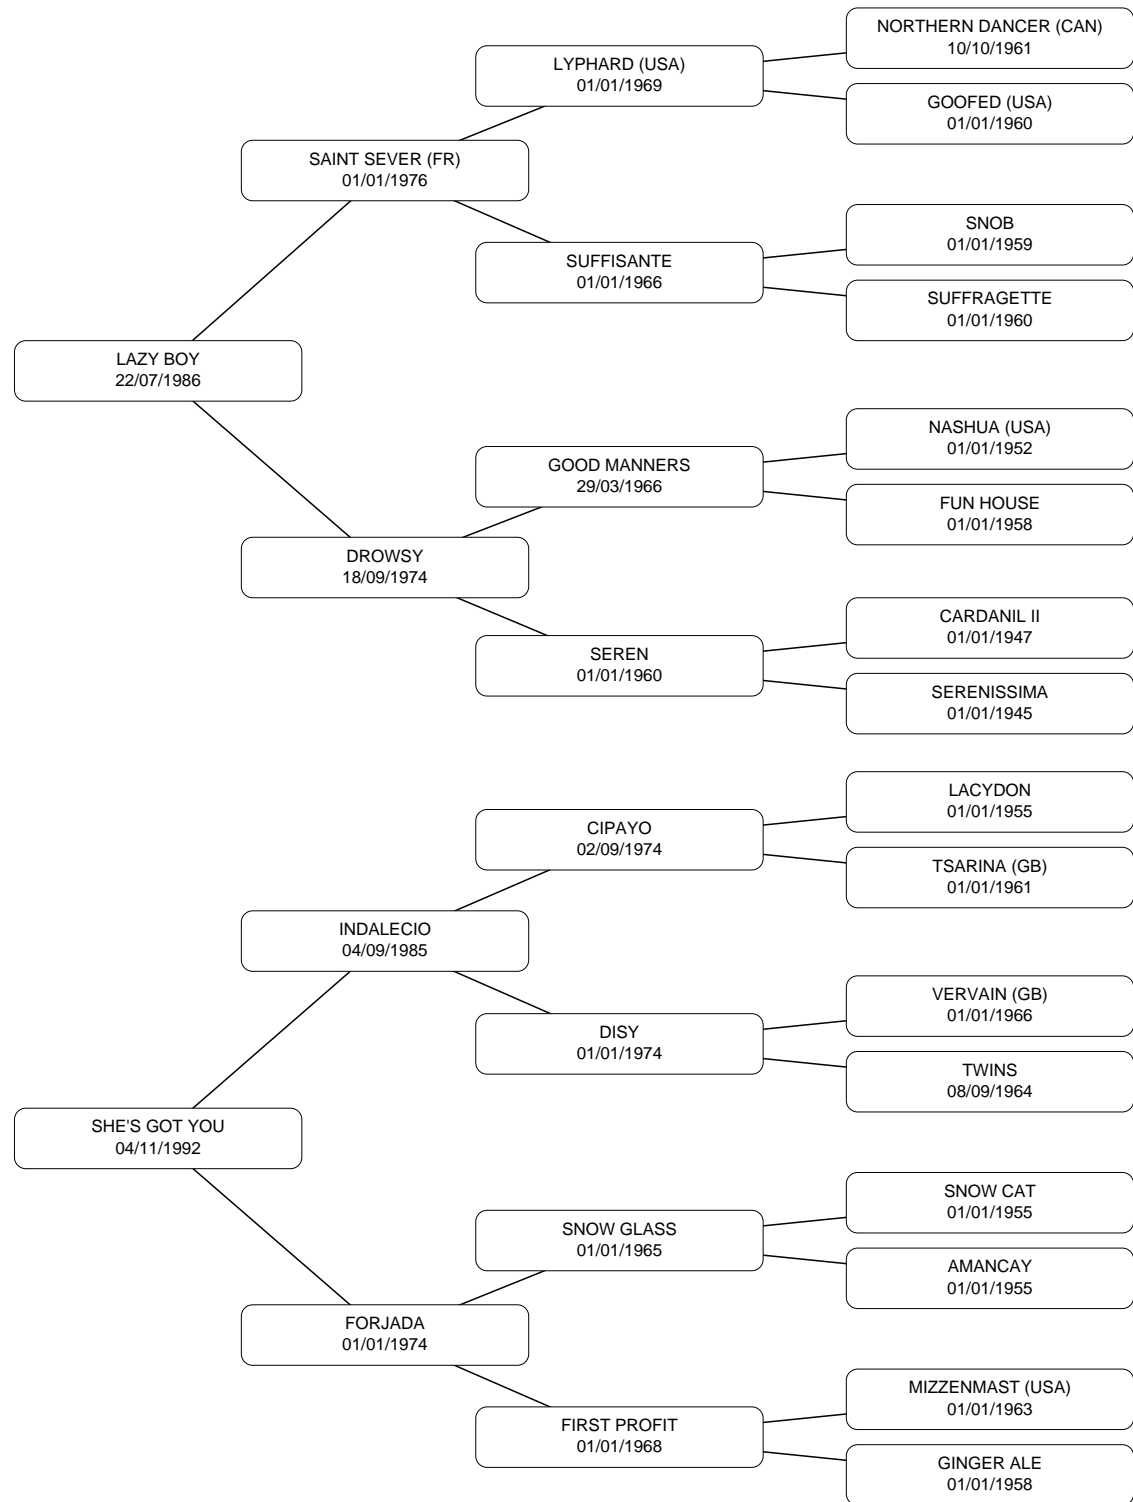 NORTHERN DANCER (CAN)
10/10/1961
LYPHARD (USA)
01/01/1969
GOOFED (USA)
01/01/1960
SAINT SEVER (FR)
01/01/1976
SNOB
01/01/1959
SUFFISANTE
01/01/1966
SUFFRAGETTE
01/01/1960
LAZY BOY
22/07/1986
NASHUA (USA)
01/01/1952
GOOD MANNERS
29/03/1966
FUN HOUSE
01/01/1958
DROWSY
18/09/1974
CARDANIL II
01/01/1947
SEREN
01/01/1960
SERENISSIMA
01/01/1945
LACYDON
01/01/1955
CIPAYO
02/09/1974
TSARINA (GB)
01/01/1961
INDALECIO
04/09/1985
VERVAIN (GB)
01/01/1966
DISY
01/01/1974
TWINS
08/09/1964
SHE'S GOT YOU
04/11/1992
SNOW CAT
01/01/1955
SNOW GLASS
01/01/1965
AMANCAY
01/01/1955
FORJADA
01/01/1974
MIZZENMAST (USA)
01/01/1963
FIRST PROFIT
01/01/1968
GINGER ALE
01/01/1958